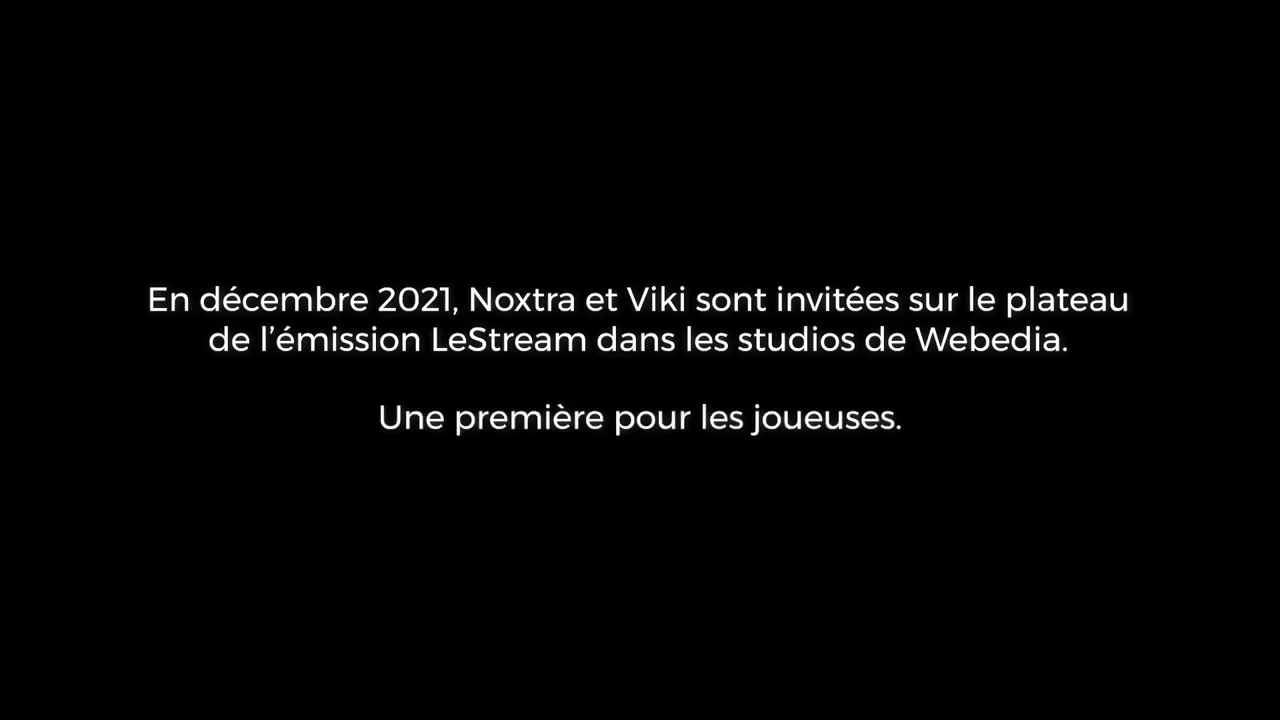 En décembre 2021, Noxtra et Viki sont invitées sur le plateau
de l’émission LeStream dans les studios de Webedia.
Une première pour les joueuses.